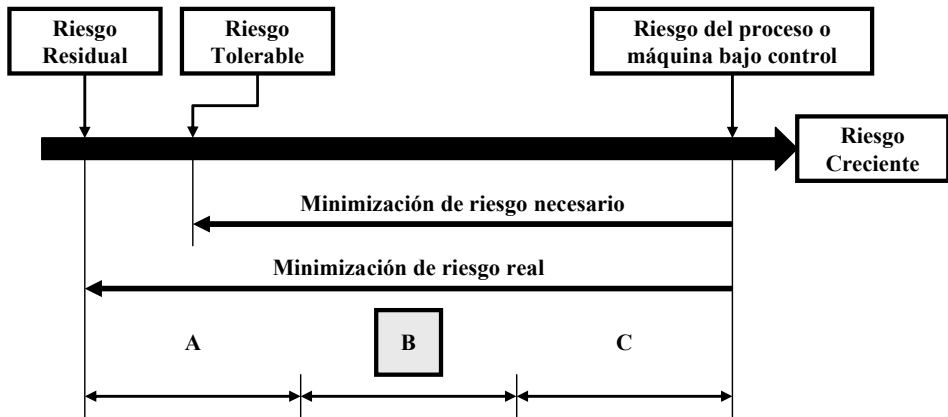 Riesgo
Residual
Riesgo
Tolerable
Riesgo del proceso o
máquina bajo control
Riesgo
Creciente
Minimización de riesgo necesario
Minimización de riesgo real
A
B
C